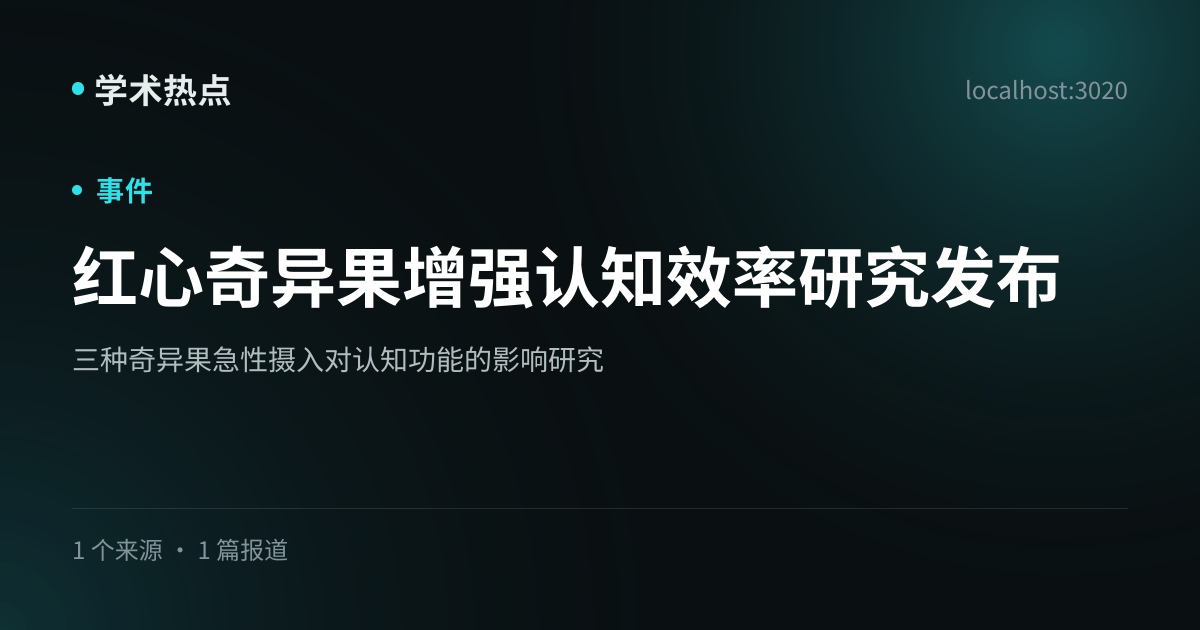 学术热点
localhost:3020
事件
红心奇异果增强认知效率研究发布
三种奇异果急性摄入对认知功能的影响研究
1 个来源 • 1 篇报道